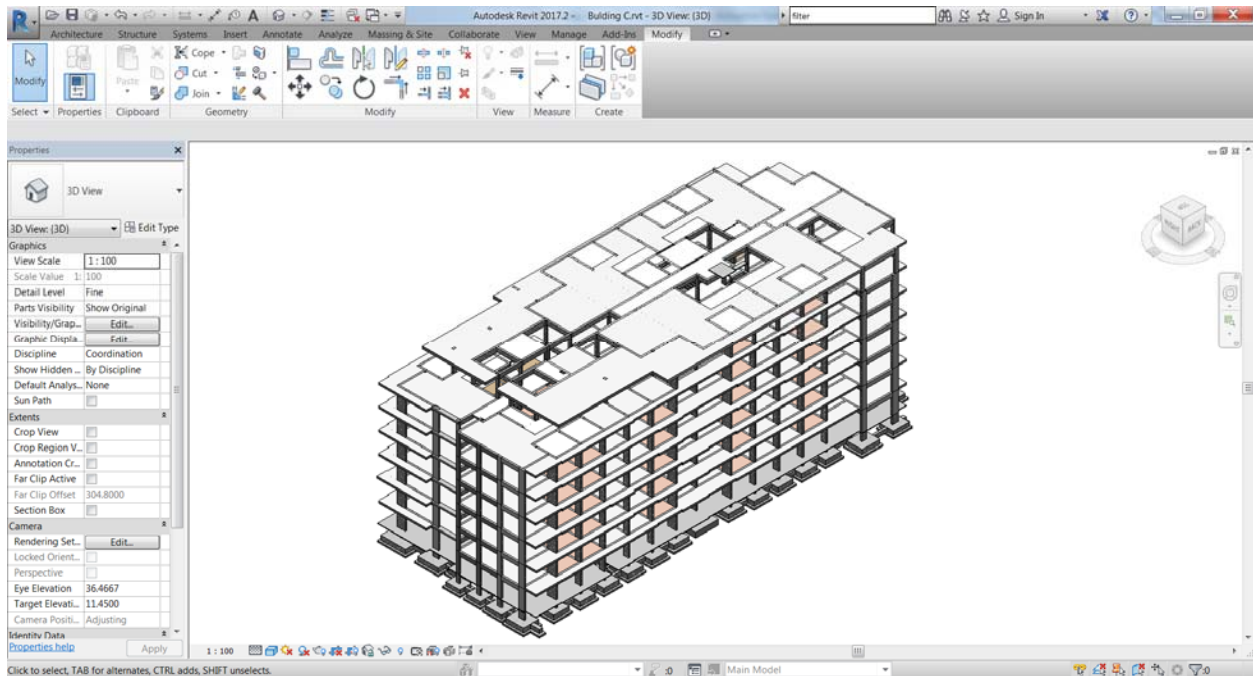 Autodesk Revit 2017.2 - Bulding C.rvt - 3D View: {3D}
filter
Sign In
Architecture Structure Systems Insert Annotate Analyze Massing & Site Collaborate View Manage Add-Ins Modify
Modify
Paste
Cope
Cut
Join
Select Properties Clipboard Geometry Modify View Measure Create
Properties
3D View
3D View: {3D} Edit Type
Graphics
View Scale 1 : 100
Scale Value 1: 100
Detail Level Fine
Parts Visibility Show Original
Visibility/Grap... Edit...
Graphic Displa... Edit...
Discipline Coordination
Show Hidden ... By Discipline
Default Analys... None
Sun Path
Extents
Crop View
Crop Region V...
Annotation Cr...
Far Clip Active
Far Clip Offset 304.8000
Section Box
Camera
Rendering Set... Edit...
Locked Orient...
Perspective
Eye Elevation 36.4667
Target Elevati... 11.4500
Camera Positi... Adjusting
Identity Data
Properties help Apply
1 : 100
Click to select, TAB for alternates, CTRL adds, SHIFT unselects.
:0
Main Model
:0